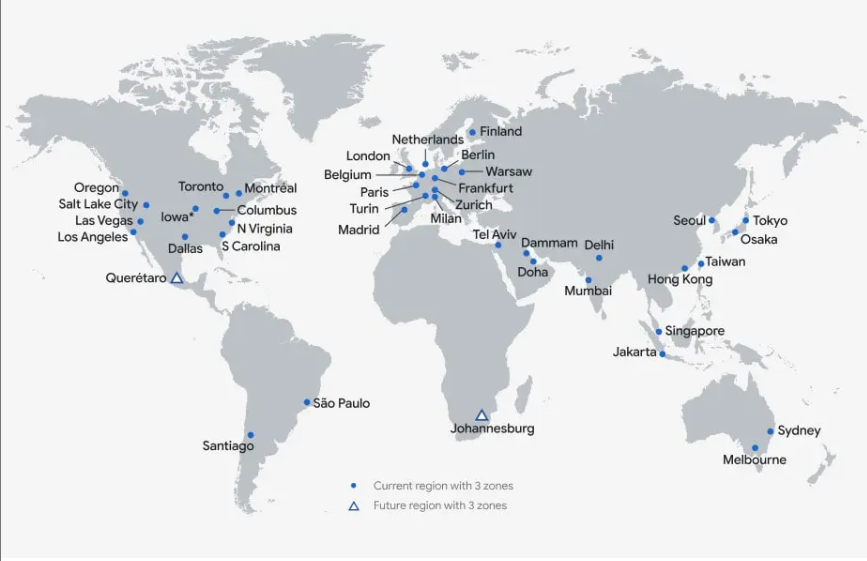 Finland
Netherlands
London
Berlin
Belgium
Warsaw
Paris
Frankfurt
Turin
Zurich
Madrid
Milan
Oregon
Toronto
Montréal
Salt Lake City
Iowa*
Columbus
Las Vegas
N Virginia
Los Angeles
Dallas
S Carolina
Querétaro
Tel Aviv
Dammam
Delhi
Doha
Mumbai
Seoul
Tokyo
Osaka
Taiwan
Hong Kong
Singapore
Jakarta
São Paulo
Santiago
Johannesburg
Sydney
Melbourne
Current region with 3 zones
Future region with 3 zones